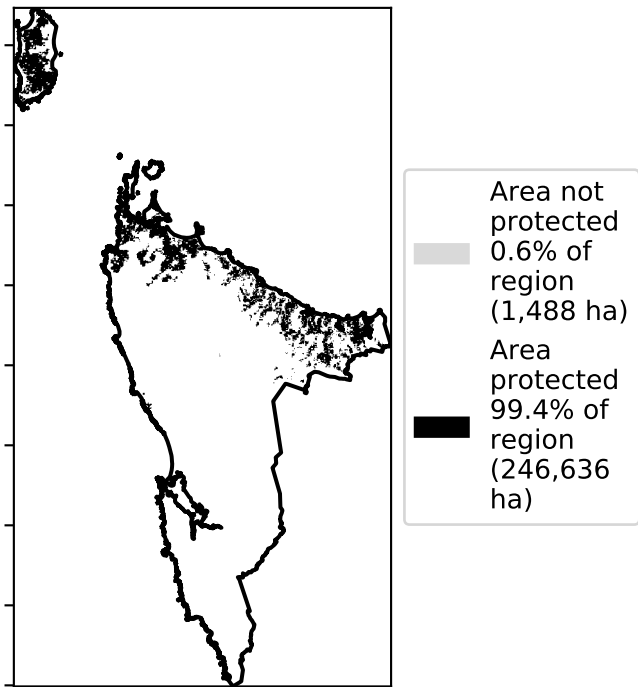 Area not
protected
0.6% of
region
(1,488 ha)
Area
protected
99.4% of
region
(246,636
ha)